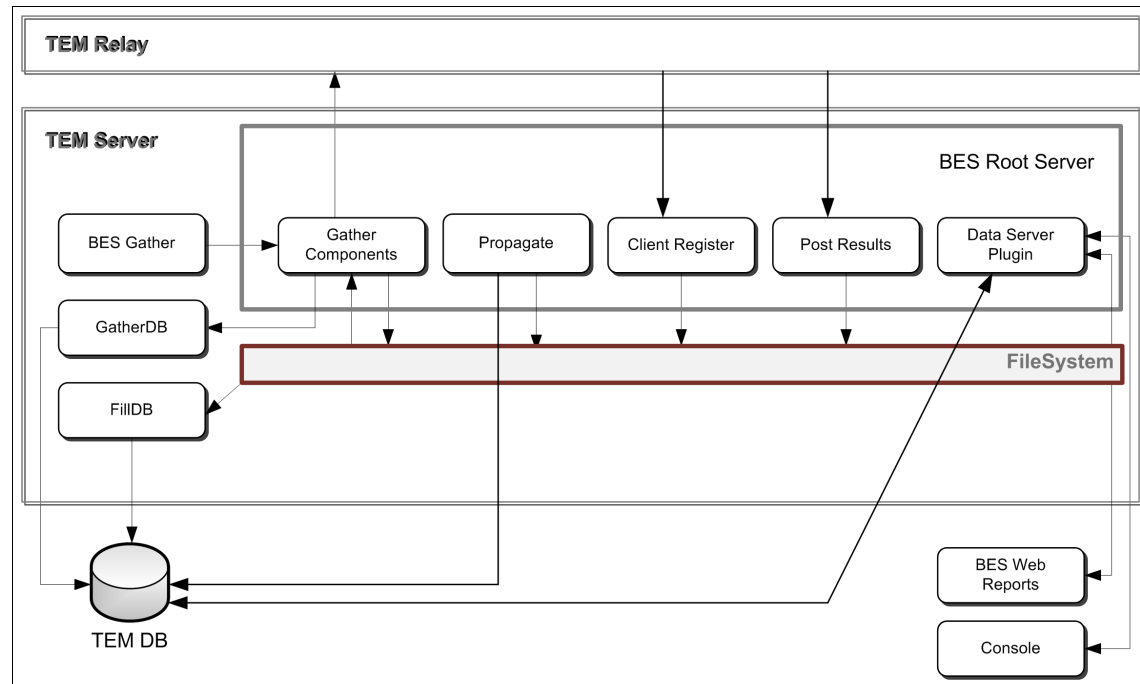 TEM Relay
TEM Server
BES Root Server
BES Gather
Gather
Components
Propagate
Client Register
Post Results
Data Server
Plugin
GatherDB
FileSystem
FillDB
TEM DB
BES Web
Reports
Console